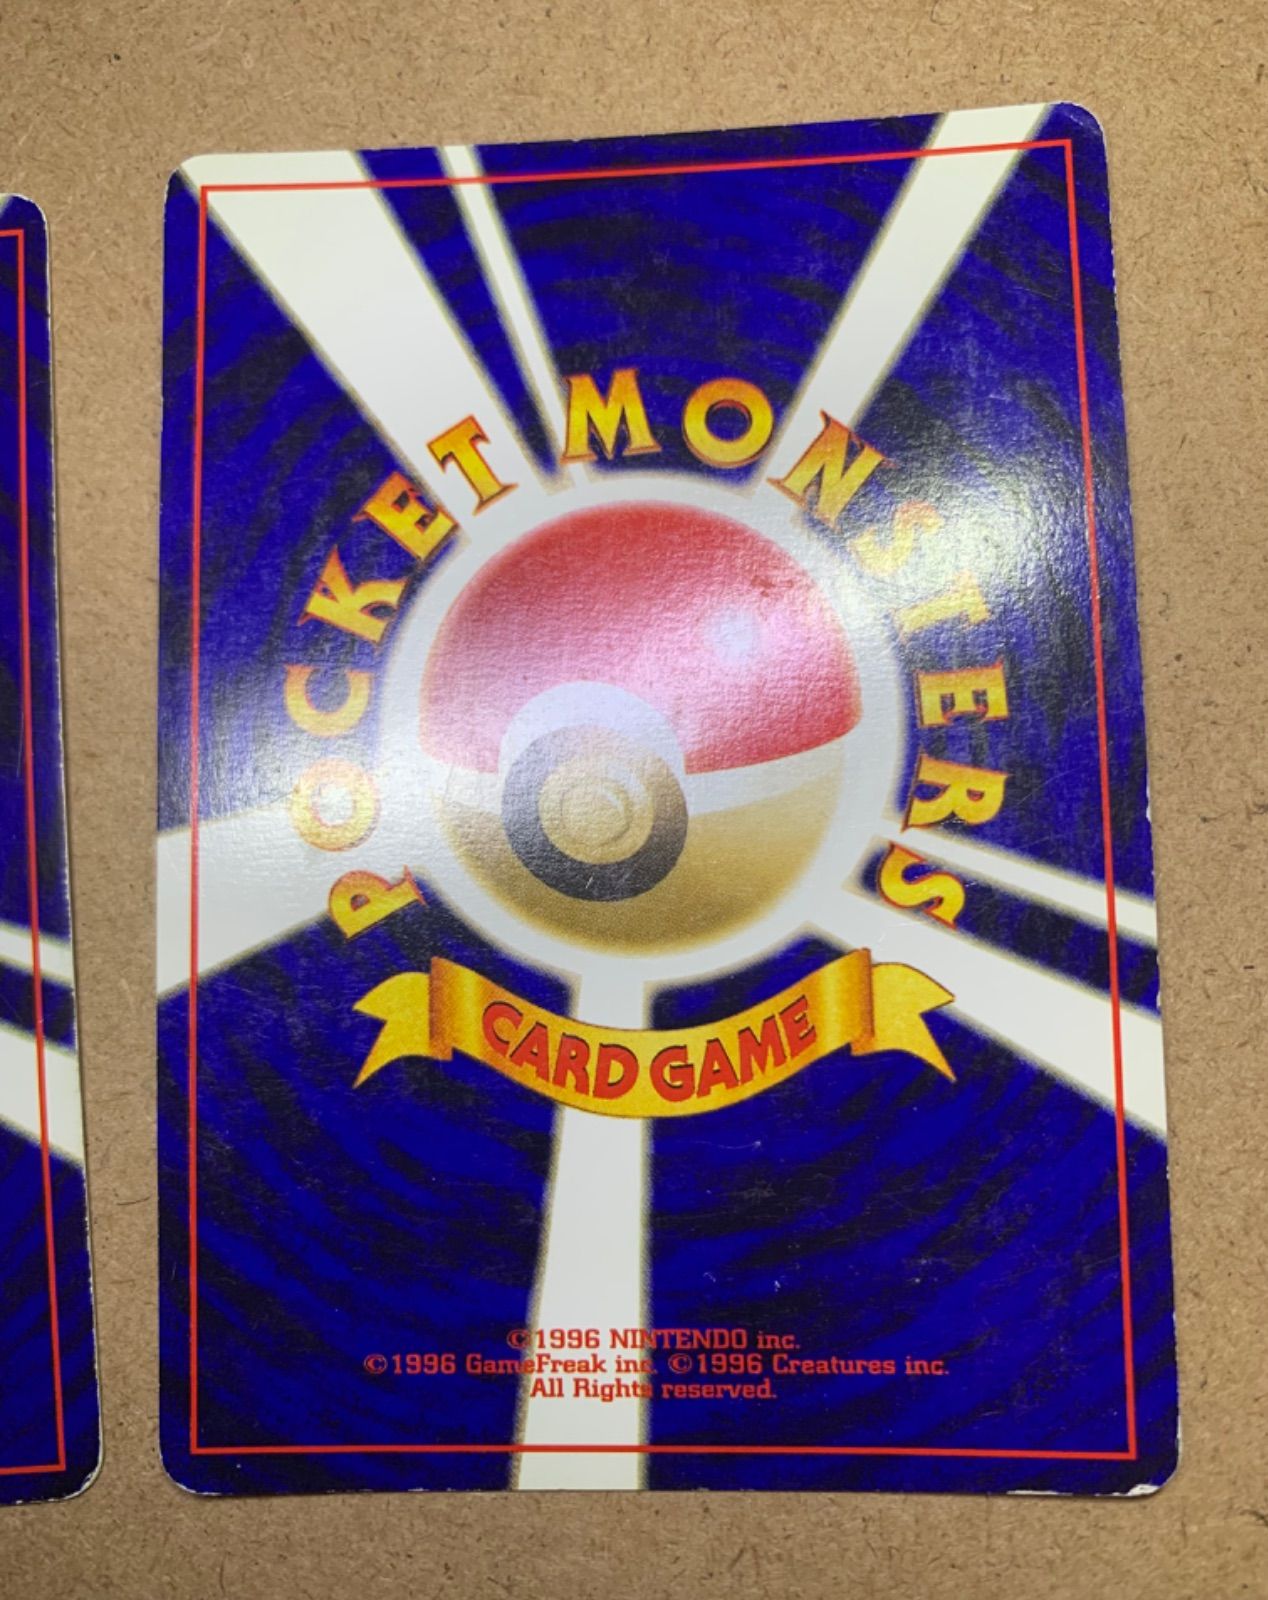 POCKET MONSTERS
CARD GAME
©1996 NINTENDO inc.
©1996 GameFreak inc. ©1996 Creatures inc.
All Rights reserved.